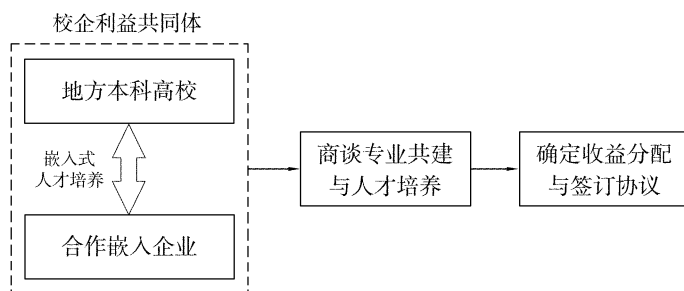 校企利益共同体
地方本科高校
嵌入式
人才培养
合作嵌入企业
商谈专业共建
与人才培养
确定收益分配
与签订协议